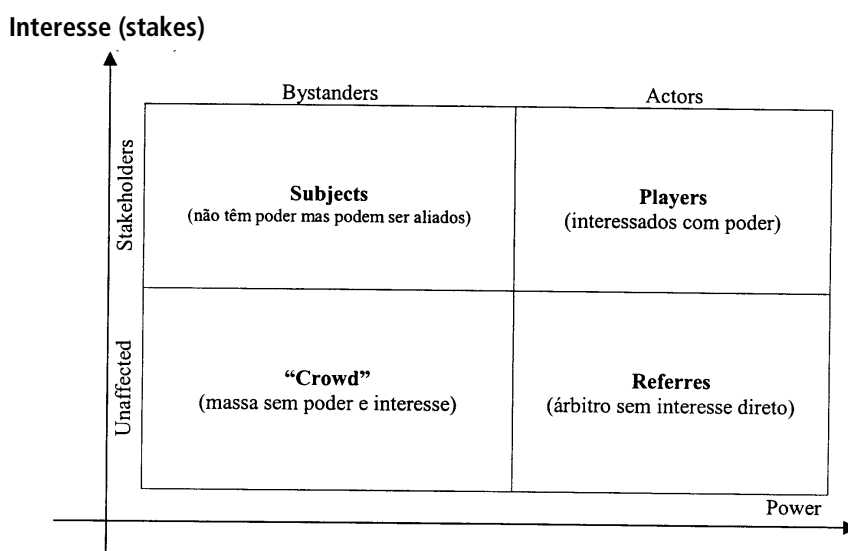 Interesse (stakes)
Bystanders
Actors
Stakeholders
Subjects
(não têm poder mas podem ser aliados)
Players
(interessados com poder)
Unaffected
“Crowd”
(massa sem poder e interesse)
Referres
(árbitro sem interesse direto)
Power